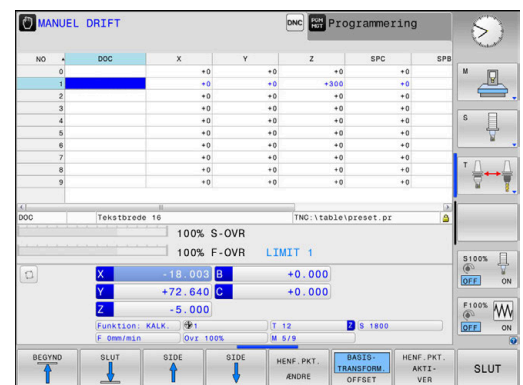 MANUEL DRIFT
DNC PGM MGT Programmering
NO DOC X Y Z SPC SPB
0 +0 +0 +0 +0
1 +0 +0 +300 +0
2 +0 +0 +0 +0
3 +0 +0 +0 +0
4 +0 +0 +0 +0
5 +0 +0 +0 +0
6 +0 +0 +0 +0
7 +0 +0 +0 +0
8 +0 +0 +0 +0
9 +0 +0 +0 +0
DOC Tekstbrede 16 TNC:\table\preset.pr
100% S-OVR
100% F-OVR LIMIT 1
X -18.003 B +0.000
Y +72.640 C +0.000
Z -5.000
Funktion: KALK. 1 T 12 Z S 1800
F 0mm/min Ovr 100% M 5/9
M
S
T
S100%
OFF ON
F100%
OFF ON
BEGYND
SLUT
SIDE
SIDE
HENF.PKT.
ÆNDRE
BASIS-
TRANSFORM.
OFFSET
HENF.PKT.
AKTI-
VER
SLUT